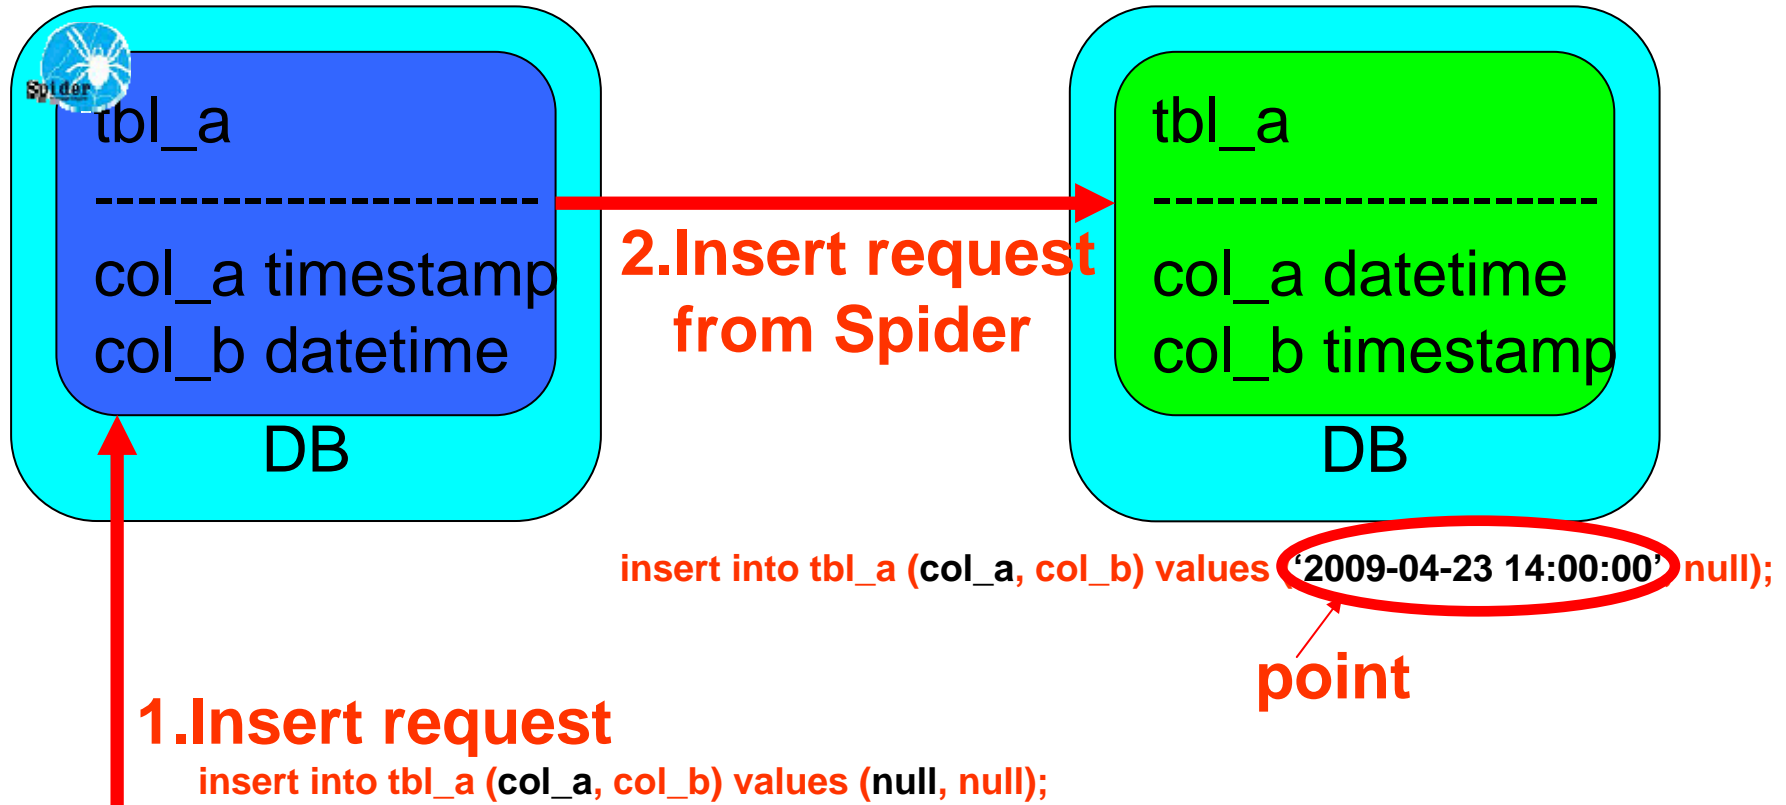 Spider
tbl_a
---------------------
col_a timestamp
col_b datetime
DB
2.Insert request
from Spider
tbl_a
---------------------
col_a datetime
col_b timestamp
DB
insert into tbl_a (col_a, col_b) values (‘2009-04-23 14:00:00’, null);
point
1.Insert request
insert into tbl_a (col_a, col_b) values (null, null);